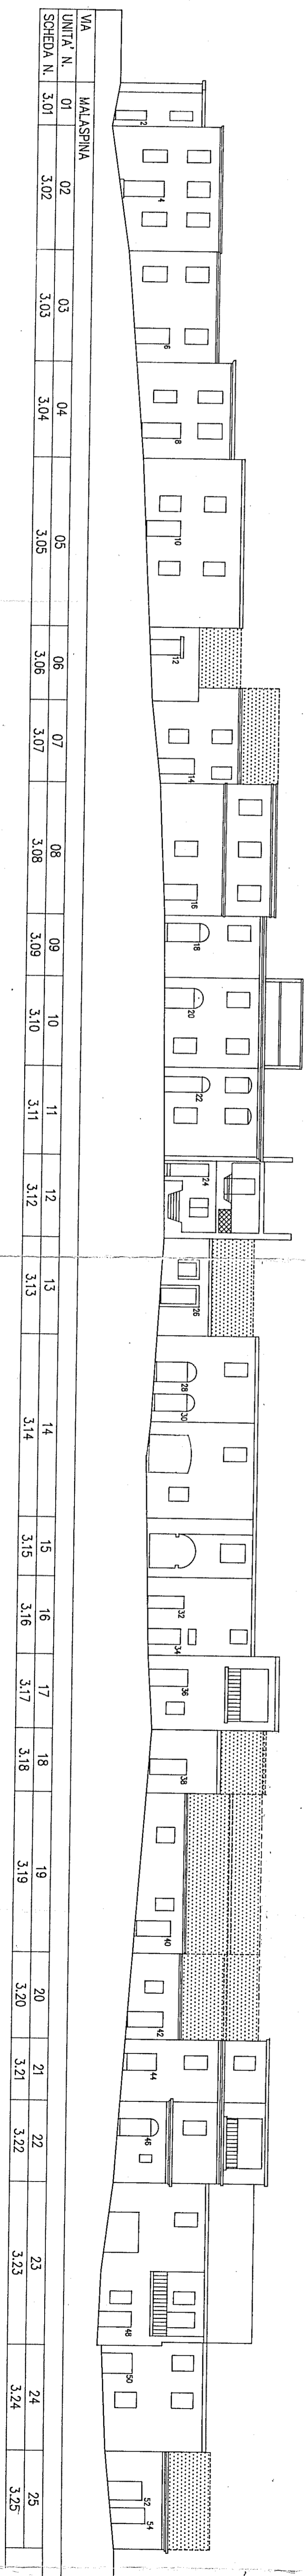 2 4 6 8 10 12 14 16 18 20 22 24 26 28 30 32 34 36 38 40 42 44 46 48 50 52 54
VIA MALASPINA
UNITA' N. 01 02 03 04 05 06 07 08 09 10 11 12 13 14 15 16 17 18 19 20 21 22 23 24 25
SCHEDA N. 3.01 3.02 3.03 3.04 3.05 3.06 3.07 3.08 3.09 3.10 3.11 3.12 3.13 3.14 3.15 3.16 3.17 3.18 3.19 3.20 3.21 3.22 3.23 3.24 3.25